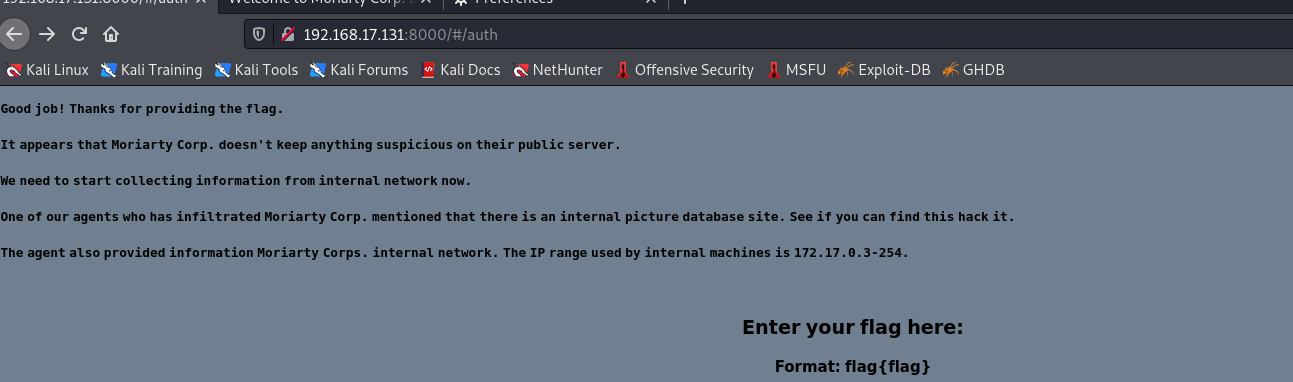 192.168.17.131:8000/#/auth
Welcome to Moriarty Corp.
Preferences
192.168.17.131:8000/#/auth
Kali Linux Kali Training Kali Tools Kali Forums Kali Docs NetHunter Offensive Security MSFU Exploit-DB GHDB
Good job! Thanks for providing the flag.
It appears that Moriarty Corp. doesn't keep anything suspicious on their public server.
We need to start collecting information from internal network now.
One of our agents who has infiltrated Moriarty Corp. mentioned that there is an internal picture database site. See if you can find this hack it.
The agent also provided information Moriarty Corps. internal network. The IP range used by internal machines is 172.17.0.3-254.
Enter your flag here:
Format: flag{flag}